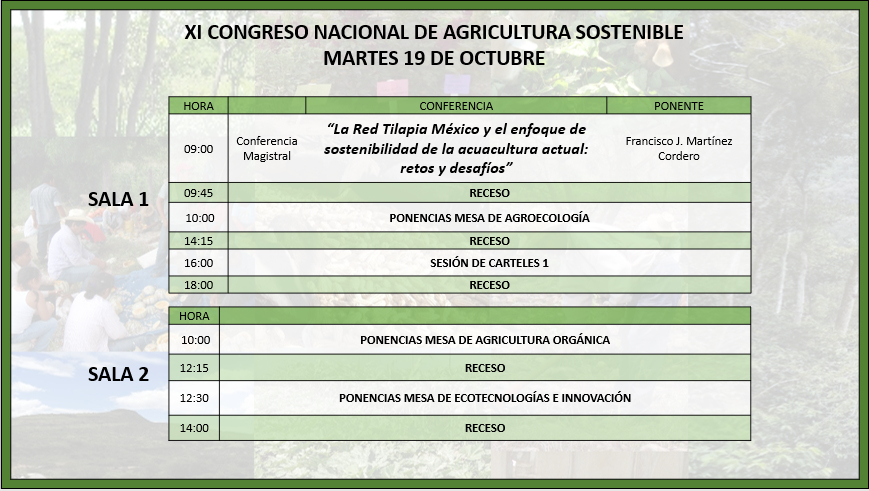 XI CONGRESO NACIONAL DE AGRICULTURA SOSTENIBLE
MARTES 19 DE OCTUBRE
HORA CONFERENCIA PONENTE
SALA 1
09:00
Conferencia
Magistral
“La Red Tilapia México y el enfoque de
sostenibilidad de la acuacultura actual:
retos y desafíos”
Francisco J. Martínez
Cordero
09:45 RECESO
10:00 PONENCIAS MESA DE AGROECOLOGÍA
14:15 RECESO
16:00 SESIÓN DE CARTELES 1
18:00 RECESO
SALA 2
HORA
10:00 PONENCIAS MESA DE AGRICULTURA ORGÁNICA
12:15 RECESO
12:30 PONENCIAS MESA DE ECOTECNOLOGÍAS E INNOVACIÓN
14:00 RECESO